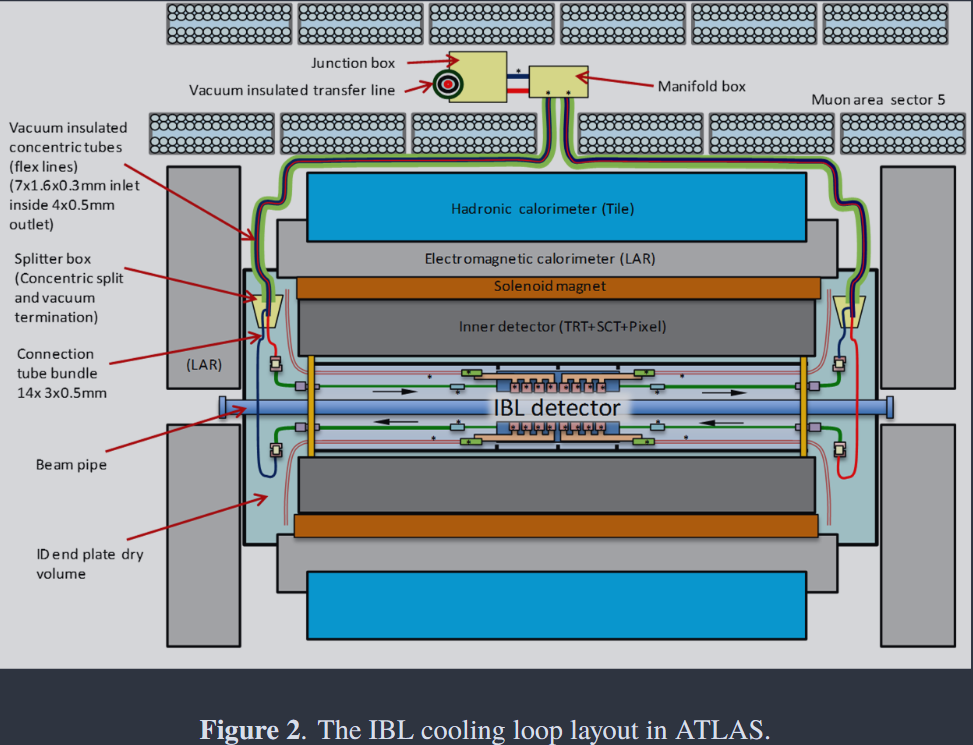 Junction box
Vacuum insulated transfer line
Manifold box
Muon area sector 5
Vacuum insulated
concentric tubes
(flex lines)
(7x1.6x0.3mm inlet
inside 4x0.5mm
outlet)
Hadronic calorimeter (Tile)
Splitter box
(Concentric split
and vacuum
termination)
Electromagnetic calorimeter (LAR)
Solenoid magnet
Inner detector (TRT+SCT+Pixel)
Connection
tube bundle
14x 3x0.5mm
(LAR)
IBL detector
Beam pipe
ID end plate dry
volume
Figure 2. The IBL cooling loop layout in ATLAS.